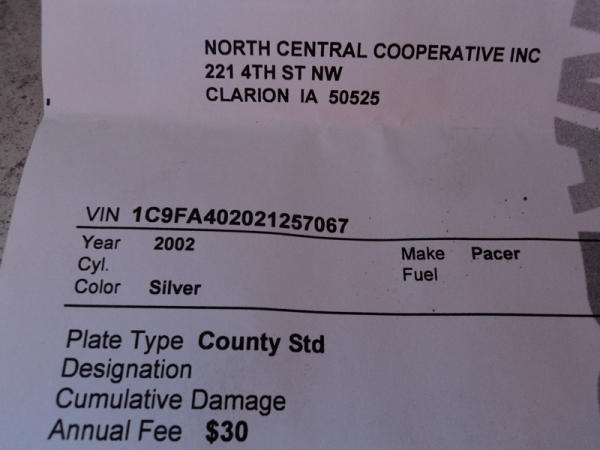 NORTH CENTRAL COOPERATIVE INC
221 4TH ST NW
CLARION IA 50525
VIN 1C9FA402021257067
Year 2002 Make Pacer
Cyl. Fuel
Color Silver
Plate Type County Std
Designation
Cumulative Damage
Annual Fee $30